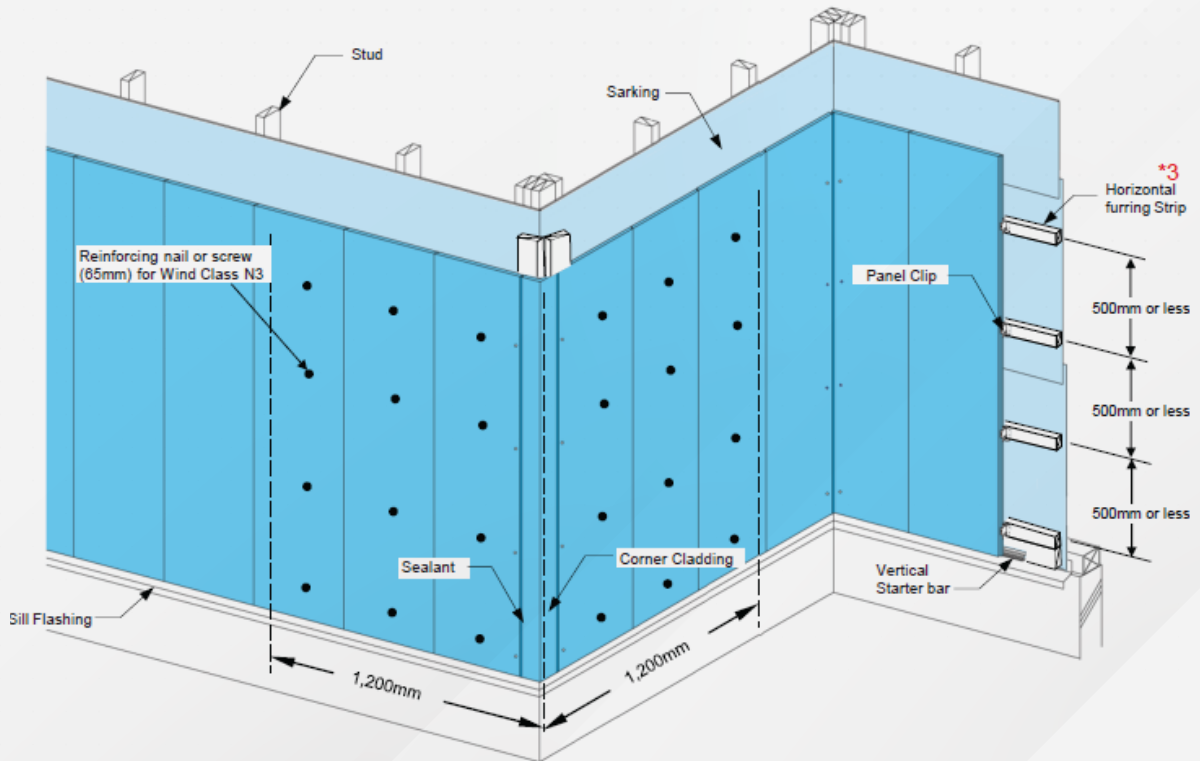 Stud
Sarking
*3
Horizontal
furring Strip
Reinforcing nail or screw
(65mm) for Wind Class N3
Panel Clip
500mm or less
500mm or less
500mm or less
Sealant
Corner Cladding
Vertical
Starter bar
Sill Flashing
1,200mm
1,200mm